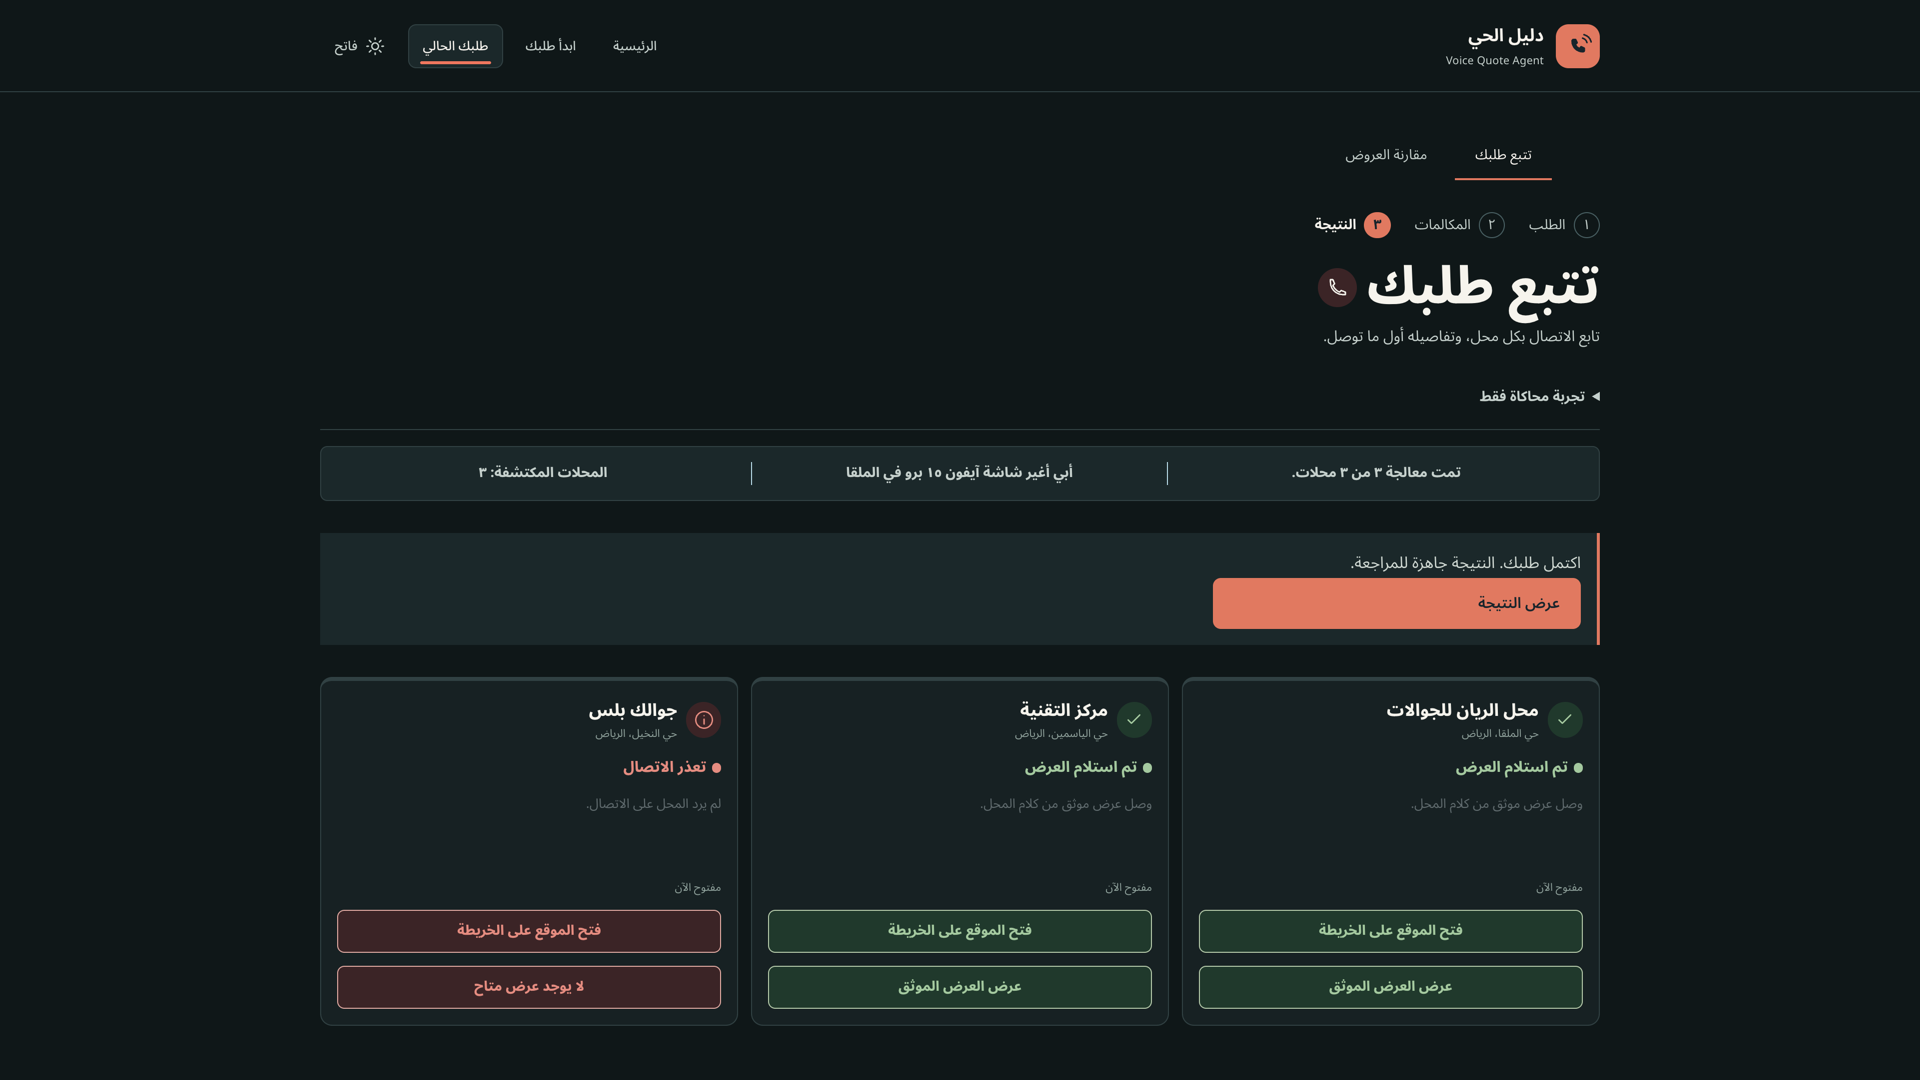 دليل الحي
Voice Quote Agent
الرئيسية
ابدأ طلبك
طلبك الحالي
فاتح
تتبع طلبك
مقارنة العروض
١ الطلب
٢ المكالمات
٣ النتيجة
تتبع طلبك
تابع الاتصال بكل محل، وتفاصيله أول ما توصل.
تجربة محاكاة فقط
تمت معالجة ٣ من ٣ محلات.
أبي أغير شاشة آيفون ١٥ برو في الملقا
المحلات المكتشفة: ٣
اكتمل طلبك. النتيجة جاهزة للمراجعة.
عرض النتيجة
محل الريان للجوالات
حي الملقا، الرياض
تم استلام العرض
وصل عرض موثق من كلام المحل.
مفتوح الآن
فتح الموقع على الخريطة
عرض العرض الموثق
مركز التقنية
حي الياسمين، الرياض
تم استلام العرض
وصل عرض موثق من كلام المحل.
مفتوح الآن
فتح الموقع على الخريطة
عرض العرض الموثق
جوالك بلس
حي النخيل، الرياض
تعذر الاتصال
لم يرد المحل على الاتصال.
مفتوح الآن
فتح الموقع على الخريطة
لا يوجد عرض متاح